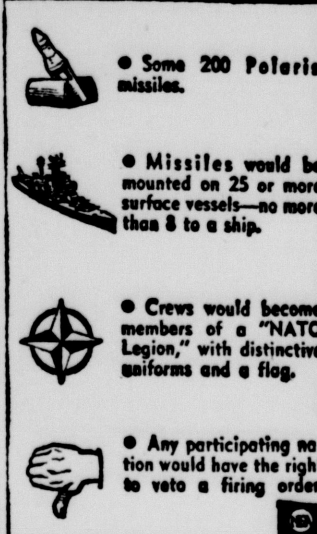 ● Some 200 Polaris
missiles.
● Missiles would be
mounted on 25 or more
surface vessels—no more
than 8 to a ship.
● Crews would become
members of a "NATO
Legion," with distinctive
uniforms and a flag.
● Any participating na-
tion would have the right
to veto a firing order